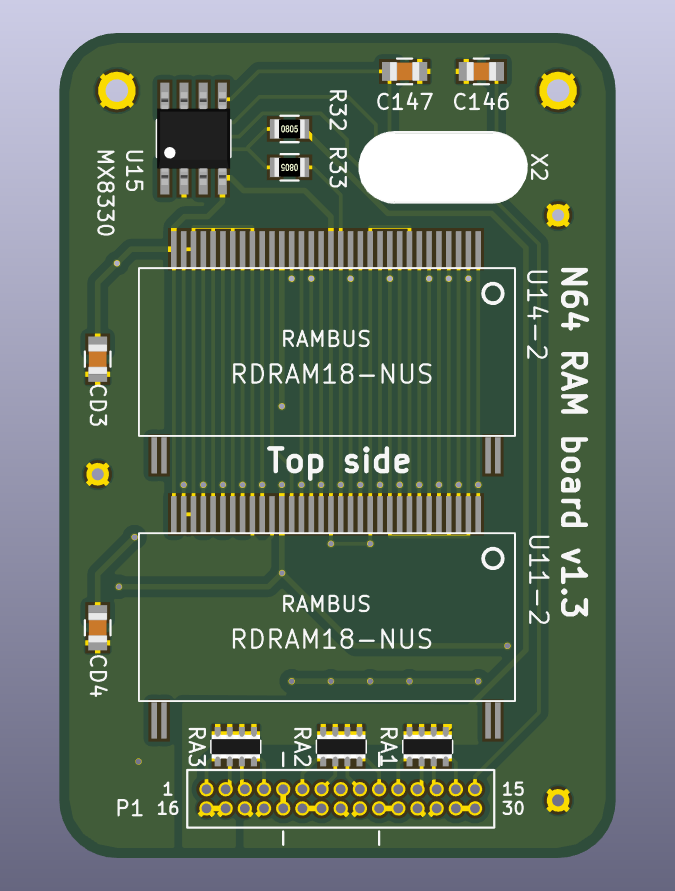 C147
C146
R32
0805
R33
0805
U15
MX8330
X2
N64 RAM board v1.3
U14-2
RAMBUS
RDRAM18-NUS
CD3
Top side
U11-2
RAMBUS
RDRAM18-NUS
CD4
RA3
RA2
RA1
1
15
P1
16
30